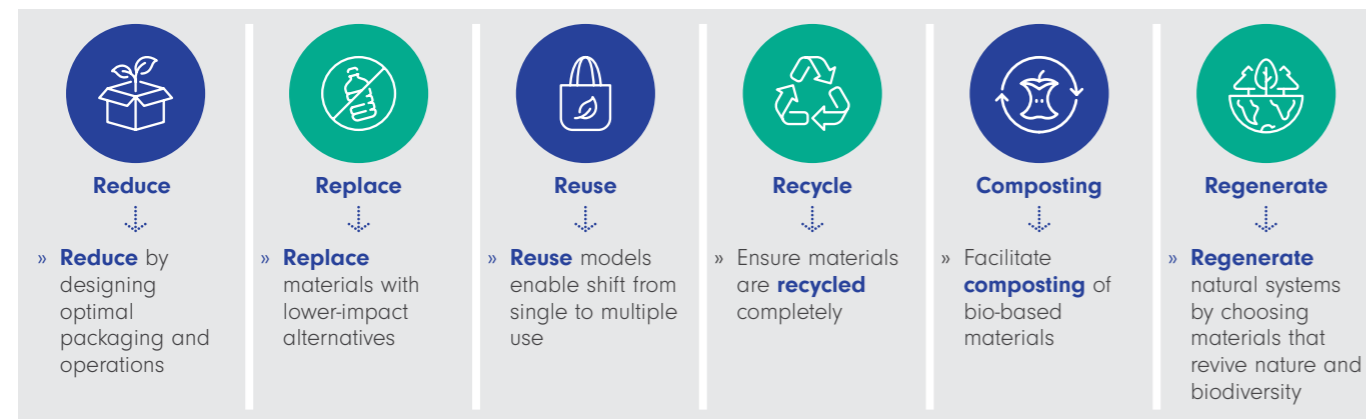 Reduce
» Reduce by
designing
optimal
packaging and
operations
Replace
» Replace
materials with
lower-impact
alternatives
Reuse
» Reuse models
enable shift from
single to multiple
use
Recycle
» Ensure materials
are recycled
completely
Composting
» Facilitate
composting of
bio-based
materials
Regenerate
» Regenerate
natural systems
by choosing
materials that
revive nature and
biodiversity